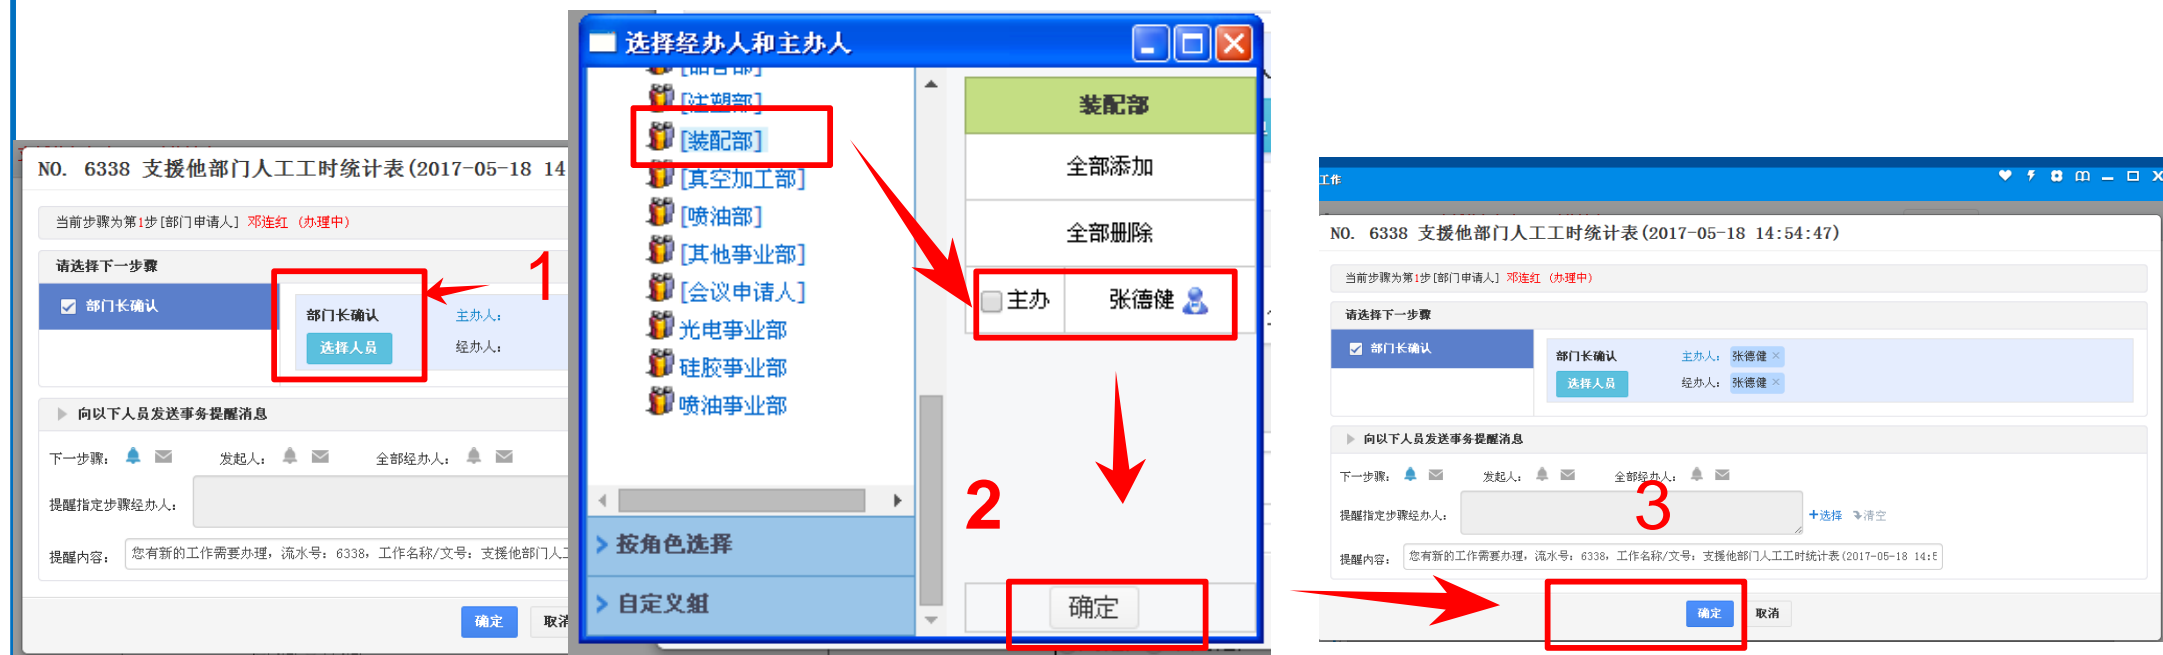 NO. 6338 支援他部门人工工时统计表(2017-05-18 14
当前步骤为第1步[部门申请人] 邓连红 (办理中)
请选择下一步骤
1
部门长确认
部门长确认
主办人:
选择人员
经办人:
向以下人员发送事务提醒消息
下一步骤:
发起人:
全部经办人:
提醒指定步骤经办人:
提醒内容:
您有新的工作需要办理，流水号：6338，工作名称/文号：支援他部门人工
确定
取消
选择经办人和主办人
[注塑部]
[装配部]
[真空加工部]
[喷油部]
[其他事业部]
[会议申请人]
光电事业部
硅胶事业部
喷油事业部
按角色选择
自定义组
装配部
全部添加
全部删除
主办
张德健
2
确定
工作
NO. 6338 支援他部门人工工时统计表(2017-05-18 14:54:47)
当前步骤为第1步[部门申请人] 邓连红 (办理中)
请选择下一步骤
部门长确认
部门长确认
主办人: 张德健 ×
选择人员
经办人: 张德健 ×
向以下人员发送事务提醒消息
下一步骤:
发起人:
全部经办人:
3
提醒指定步骤经办人:
+选择
清空
提醒内容:
您有新的工作需要办理，流水号：6338，工作名称/文号：支援他部门人工工时统计表(2017-05-18 14:5
确定
取消